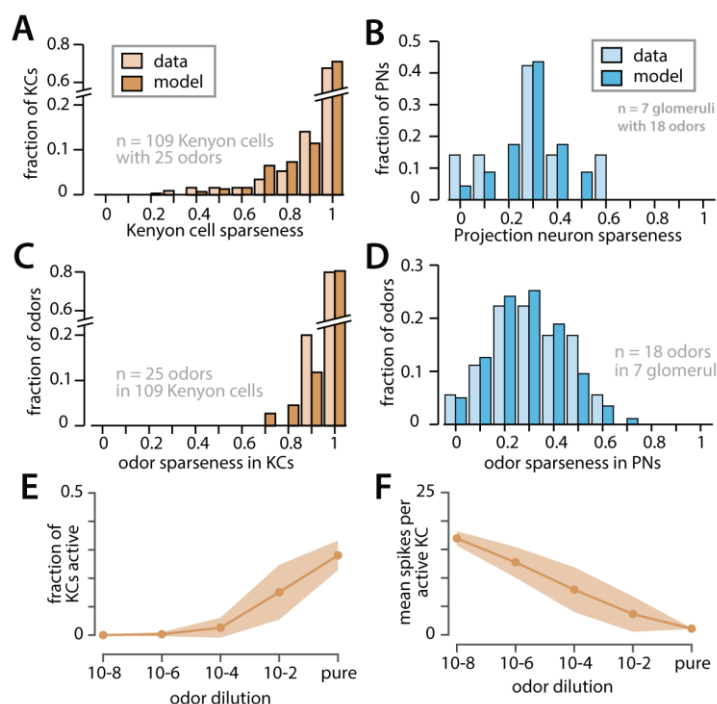 A
fraction of KCs
0.8
0.6
0.2
0.1
0
data
model
n = 109 Kenyon cells
with 25 odors
0 0.2 0.4 0.6 0.8 1
Kenyon cell sparseness
B
fraction of PNs
0.5
0.4
0.3
0.2
0.1
0
data
model
n = 7 glomeruli
with 18 odors
0 0.2 0.4 0.6 0.8 1
Projection neuron sparseness
C
fraction of odors
0.8
0.6
0.2
0.1
0
n = 25 odors
in 109 Kenyon cells
0 0.2 0.4 0.6 0.8 1
odor sparseness in KCs
D
fraction of odors
0.3
0.2
0.1
0
n = 18 odors
in 7 glomerul
0 0.2 0.4 0.6 0.8 1
odor sparseness in PNs
E
fraction of
KCs active
0.5
0
10-8 10-6 10-4 10-2 pure
odor dilution
F
mean spikes per
active KC
25
0
10-8 10-6 10-4 10-2 pure
odor dilution